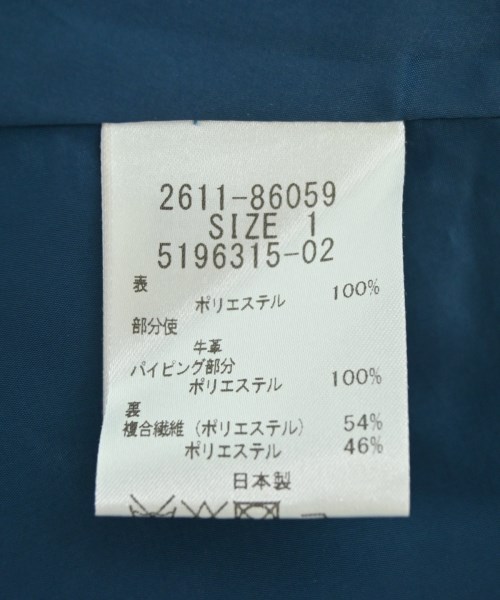 2611-86059
SIZE 1
5196315-02
表
ポリエステル 100%
部分使
牛革
パイピング部分
ポリエステル 100%
裏
複合繊維（ポリエステル） 54%
ポリエステル 46%
日本製